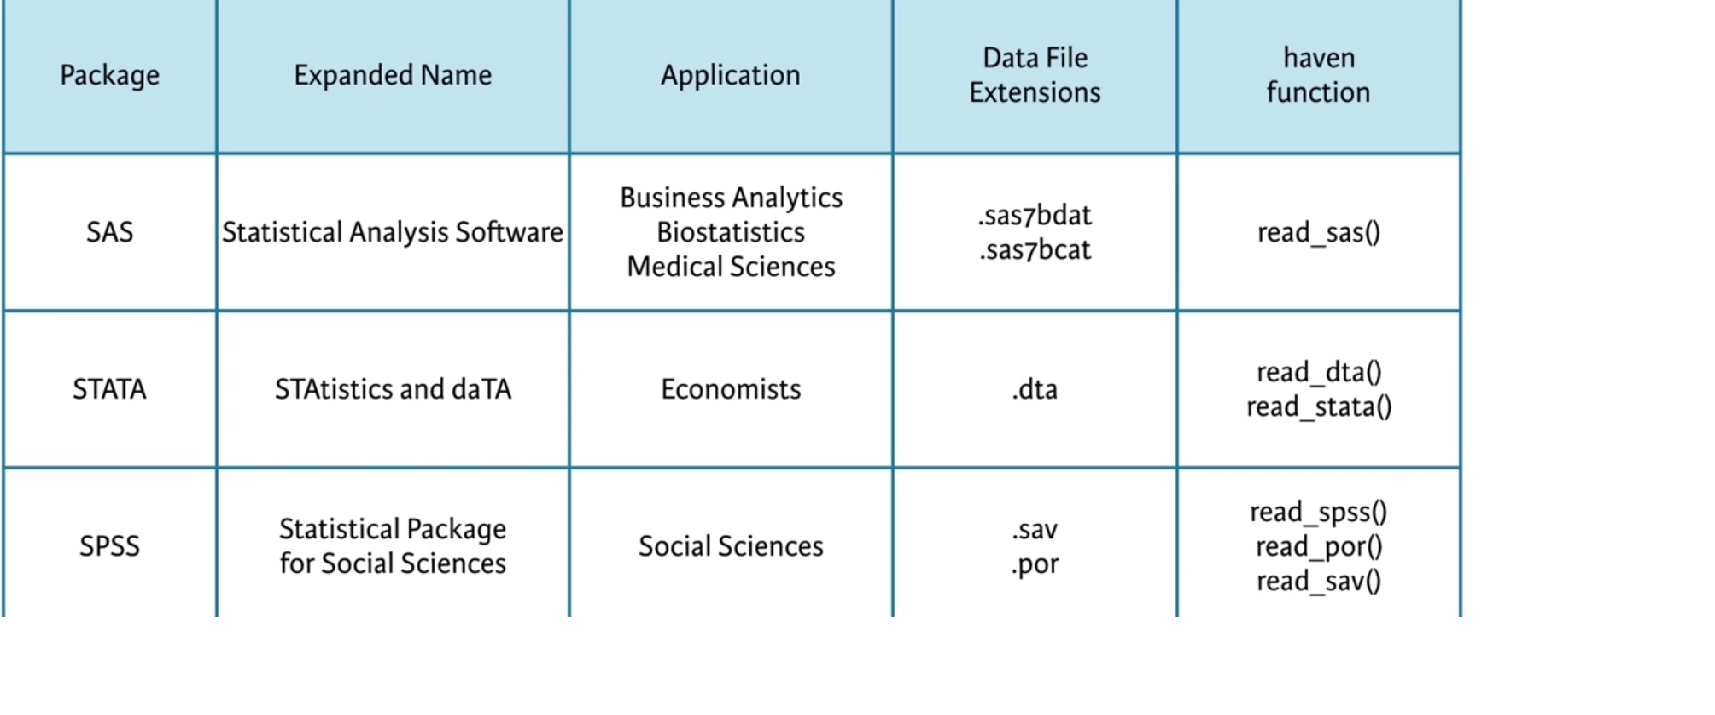 Package
Expanded Name
Application
Data File
Extensions
haven
function
SAS
Statistical Analysis Software
Business Analytics
Biostatistics
Medical Sciences
.sas7bdat
.sas7bcat
read_sas()
STATA
STAtistics and daTA
Economists
.dta
read_dta()
read_stata()
SPSS
Statistical Package
for Social Sciences
Social Sciences
.sav
.por
read_spss()
read_por()
read_sav()